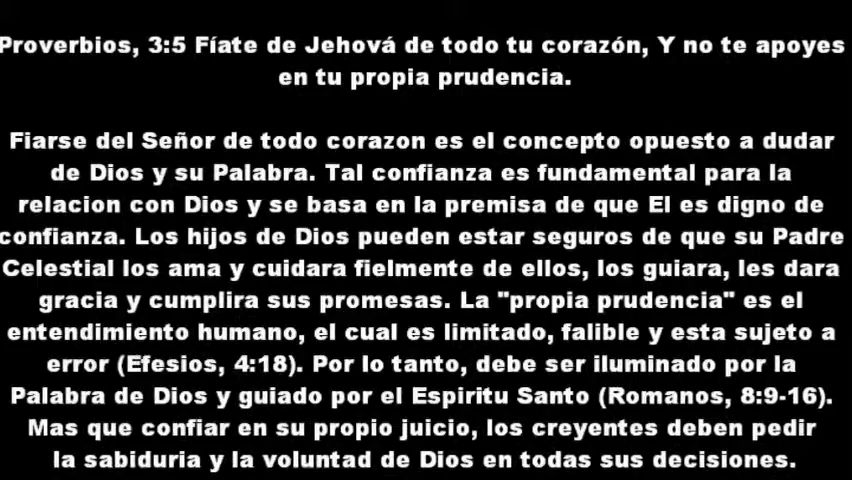 Proverbios, 3:5 Fíate de Jehová de todo tu corazón, Y no te apoyes
en tu propia prudencia.
Fiarse del Señor de todo corazon es el concepto opuesto a dudar
de Dios y su Palabra. Tal confianza es fundamental para la
relacion con Dios y se basa en la premisa de que El es digno de
confianza. Los hijos de Dios pueden estar seguros de que su Padre
Celestial los ama y cuidara fielmente de ellos, los guiara, les dara
gracia y cumplira sus promesas. La "propia prudencia" es el
entendimiento humano, el cual es limitado, falible y esta sujeto a
error (Efesios, 4:18). Por lo tanto, debe ser iluminado por la
Palabra de Dios y guiado por el Espiritu Santo (Romanos, 8:9-16).
Mas que confiar en su propio juicio, los creyentes deben pedir
la sabiduria y la voluntad de Dios en todas sus decisiones.